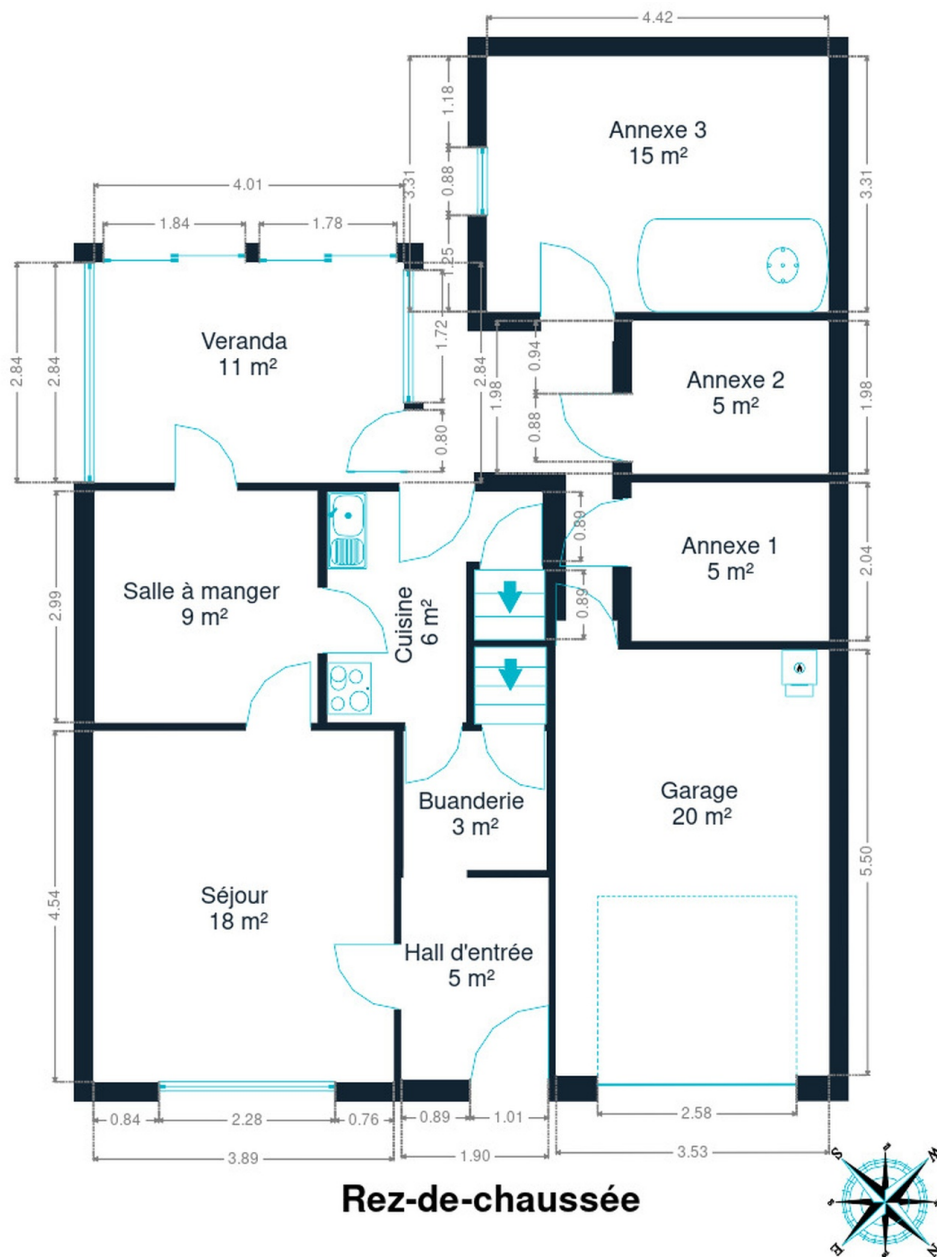 4.42
1.18
0.88
3.31
1.25
3.31
Annexe 3
15 m²
4.01
1.84
1.78
Veranda
11 m²
2.84
2.84
1.72
2.84
0.80
1.98
0.94
0.88
Annexe 2
5 m²
1.98
Salle à manger
9 m²
2.99
Cuisine
6 m²
0.89
0.89
Annexe 1
5 m²
2.04
Buanderie
3 m²
Garage
20 m²
5.50
Séjour
18 m²
4.54
Hall d'entrée
5 m²
0.84
2.28
0.76
0.89
1.01
2.58
3.89
1.90
3.53
Rez-de-chaussée
S
W
E
N